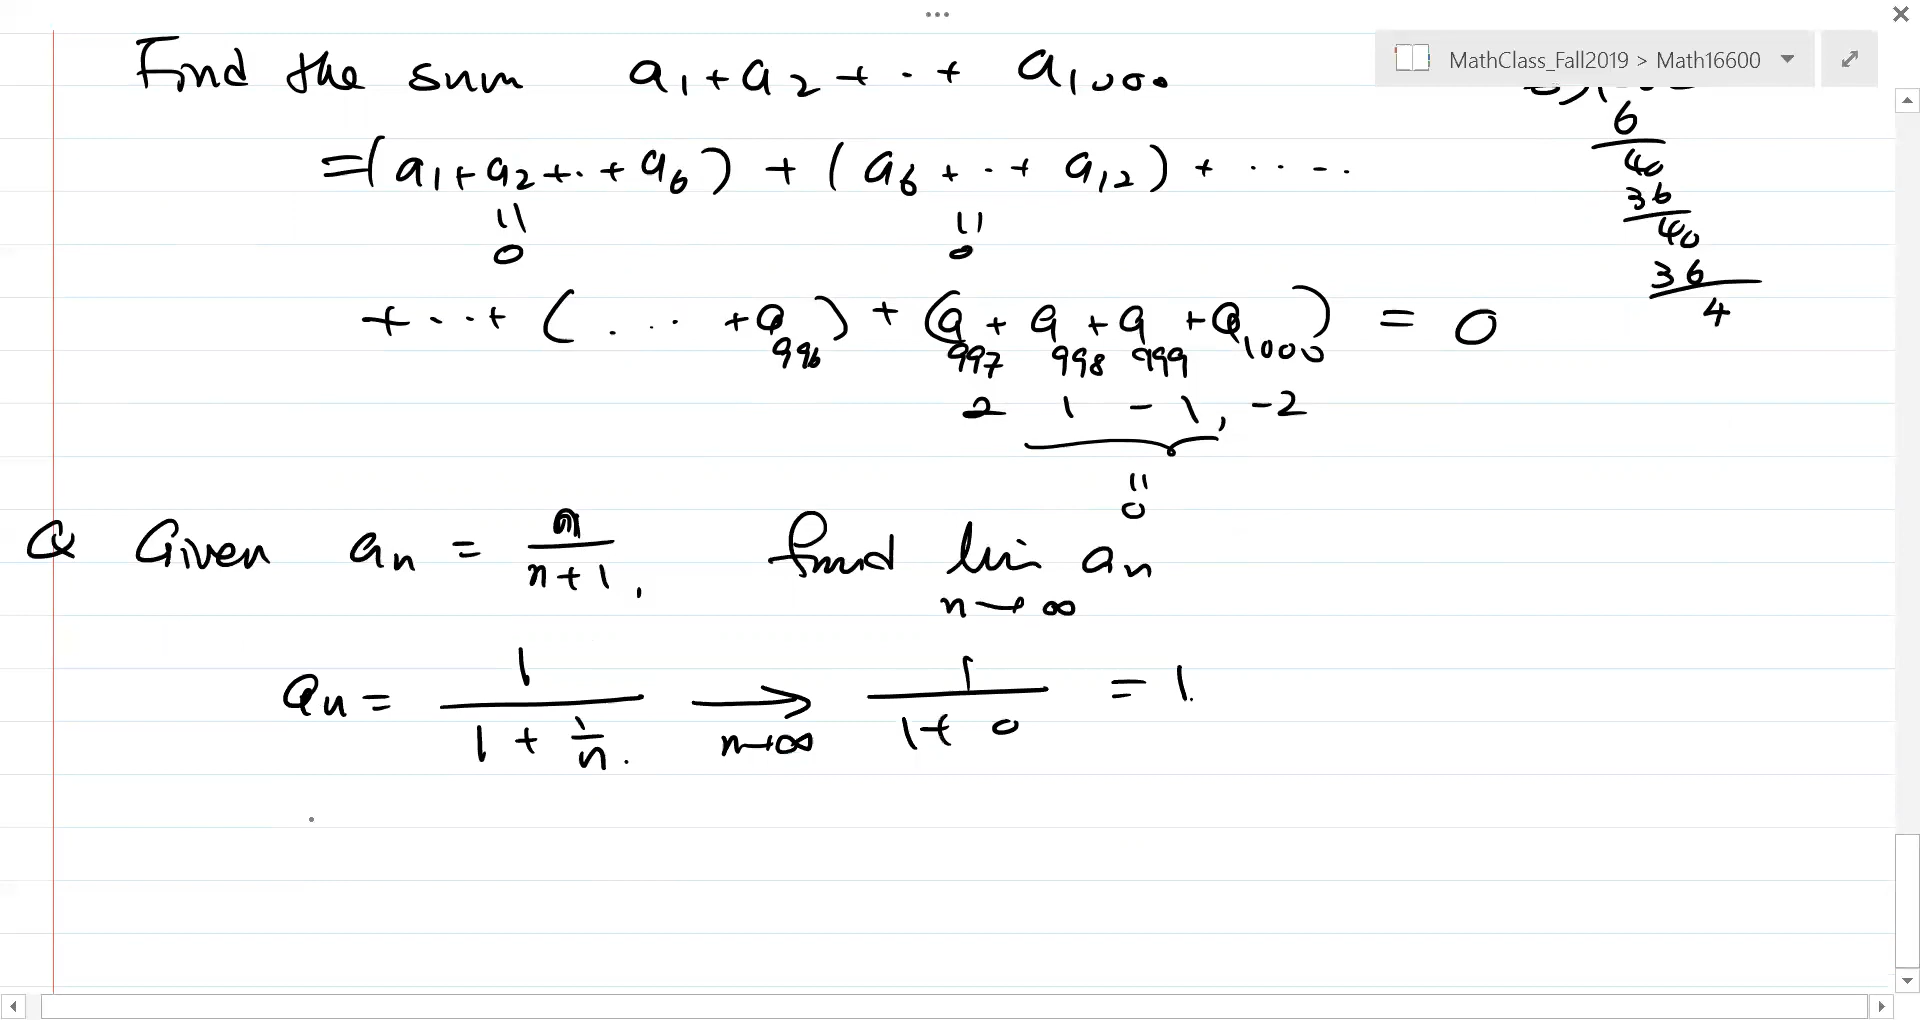 MathClass_Fall2019 > Math16600
Find the sum a₁ + a₂ + ·· + a₁₀₀₀
6
= (a₁ + a₂ + ·· + a₆) + (a₆ + ·· + a₁₂) + ····
40
36
40
36
4
|| ||
0 0
+ ··· + ( ... + a₉₉₆) + (a₉₉₇ + a₉₉₈ + a₉₉₉ + a₁₀₀₀) = 0
2 1 -1, -2
||
0
Q Given aₙ = n/(n+1), find lim aₙ
n→∞
aₙ = 1/(1 + 1/n). ⟶ 1/(1 + 0) = 1.
n→∞